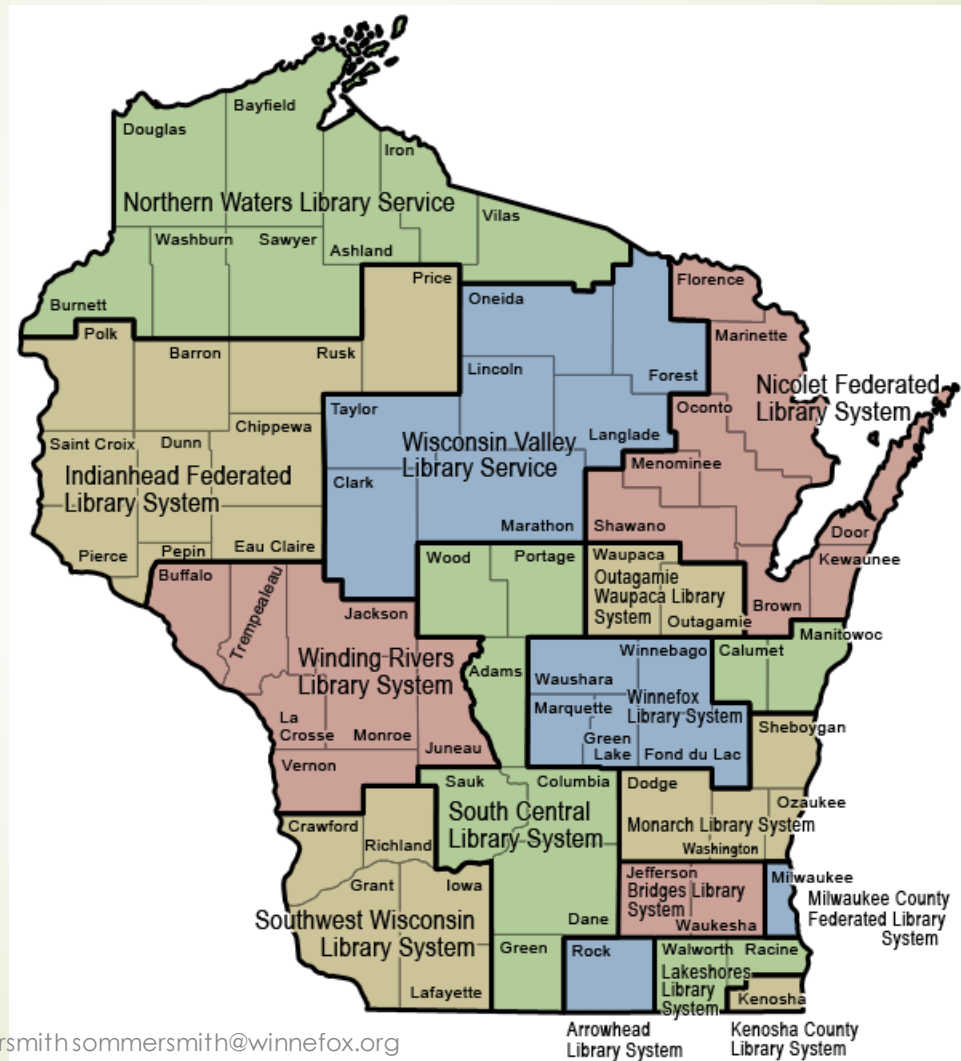 Bayfield
Douglas
Iron
Northern Waters Library Service
Vilas
Washburn
Sawyer
Ashland
Burnett
Price
Oneida
Florence
Polk
Marinette
Barron
Rusk
Lincoln
Forest
Nicolet Federated
Library System
Taylor
Oconto
Chippewa
Saint Croix
Dunn
Wisconsin Valley
Library Service
Langlade
Indianhead Federated
Library System
Clark
Menominee
Marathon
Shawano
Door
Pierce
Pepin
Eau Claire
Wood
Portage
Waupaca
Kewaunee
Buffalo
Outagamie
Waupaca Library
System
Trempealeau
Jackson
Outagamie
Brown
Manitowoc
Winding Rivers
Library System
Adams
Winnebago
Calumet
Waushara
Marquette
Winnefox
Library System
La
Crosse
Monroe
Juneau
Green
Lake
Fond du Lac
Sheboygan
Vernon
Sauk
Columbia
Dodge
Ozaukee
South Central
Library System
Monarch Library System
Washington
Crawford
Richland
Jefferson
Bridges Library
System
Waukesha
Milwaukee
Milwaukee County
Federated Library
System
Grant
Iowa
Dane
Southwest Wisconsin
Library System
Green
Rock
Walworth
Racine
Lakeshores
Library
System
Lafayette
Kenosha
Arrowhead
Library System
Kenosha County
Library System
rsmith sommersmith@winnefox.org